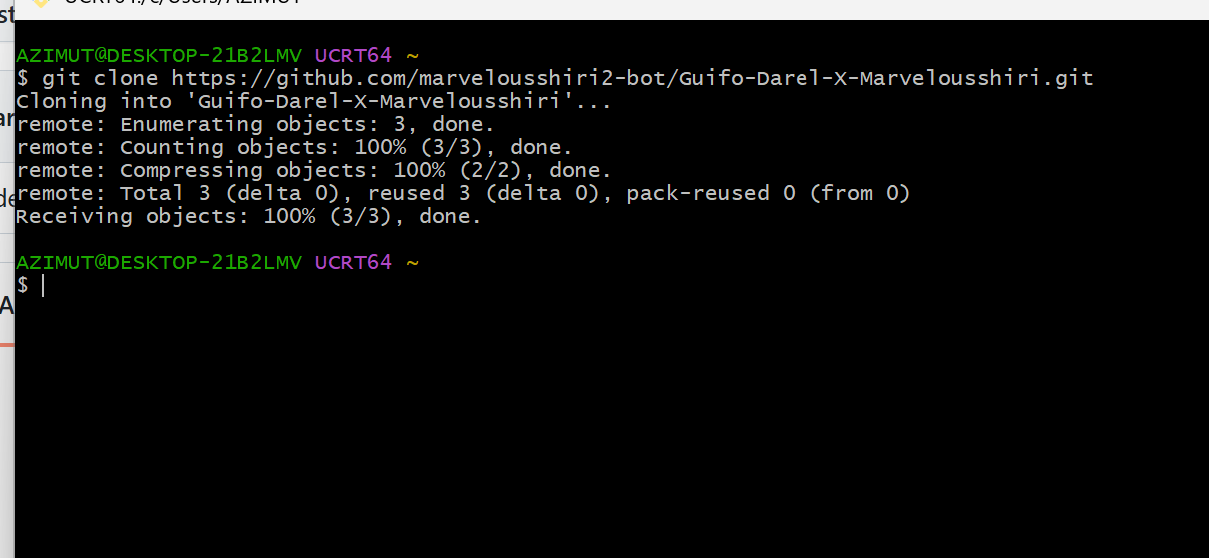 AZIMUT@DESKTOP-21B2LMV UCRT64 ~
$ git clone https://github.com/marvelousshiri2-bot/Guifo-Darel-X-Marvelousshiri.git
Cloning into 'Guifo-Darel-X-Marvelousshiri'...
remote: Enumerating objects: 3, done.
remote: Counting objects: 100% (3/3), done.
remote: Compressing objects: 100% (2/2), done.
remote: Total 3 (delta 0), reused 3 (delta 0), pack-reused 0 (from 0)
Receiving objects: 100% (3/3), done.
AZIMUT@DESKTOP-21B2LMV UCRT64 ~
$